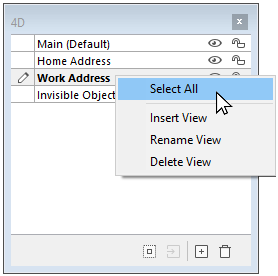 4D
Main (Default)
Home Address
Work Address
Invisible Object
Select All
Insert View
Rename View
Delete View